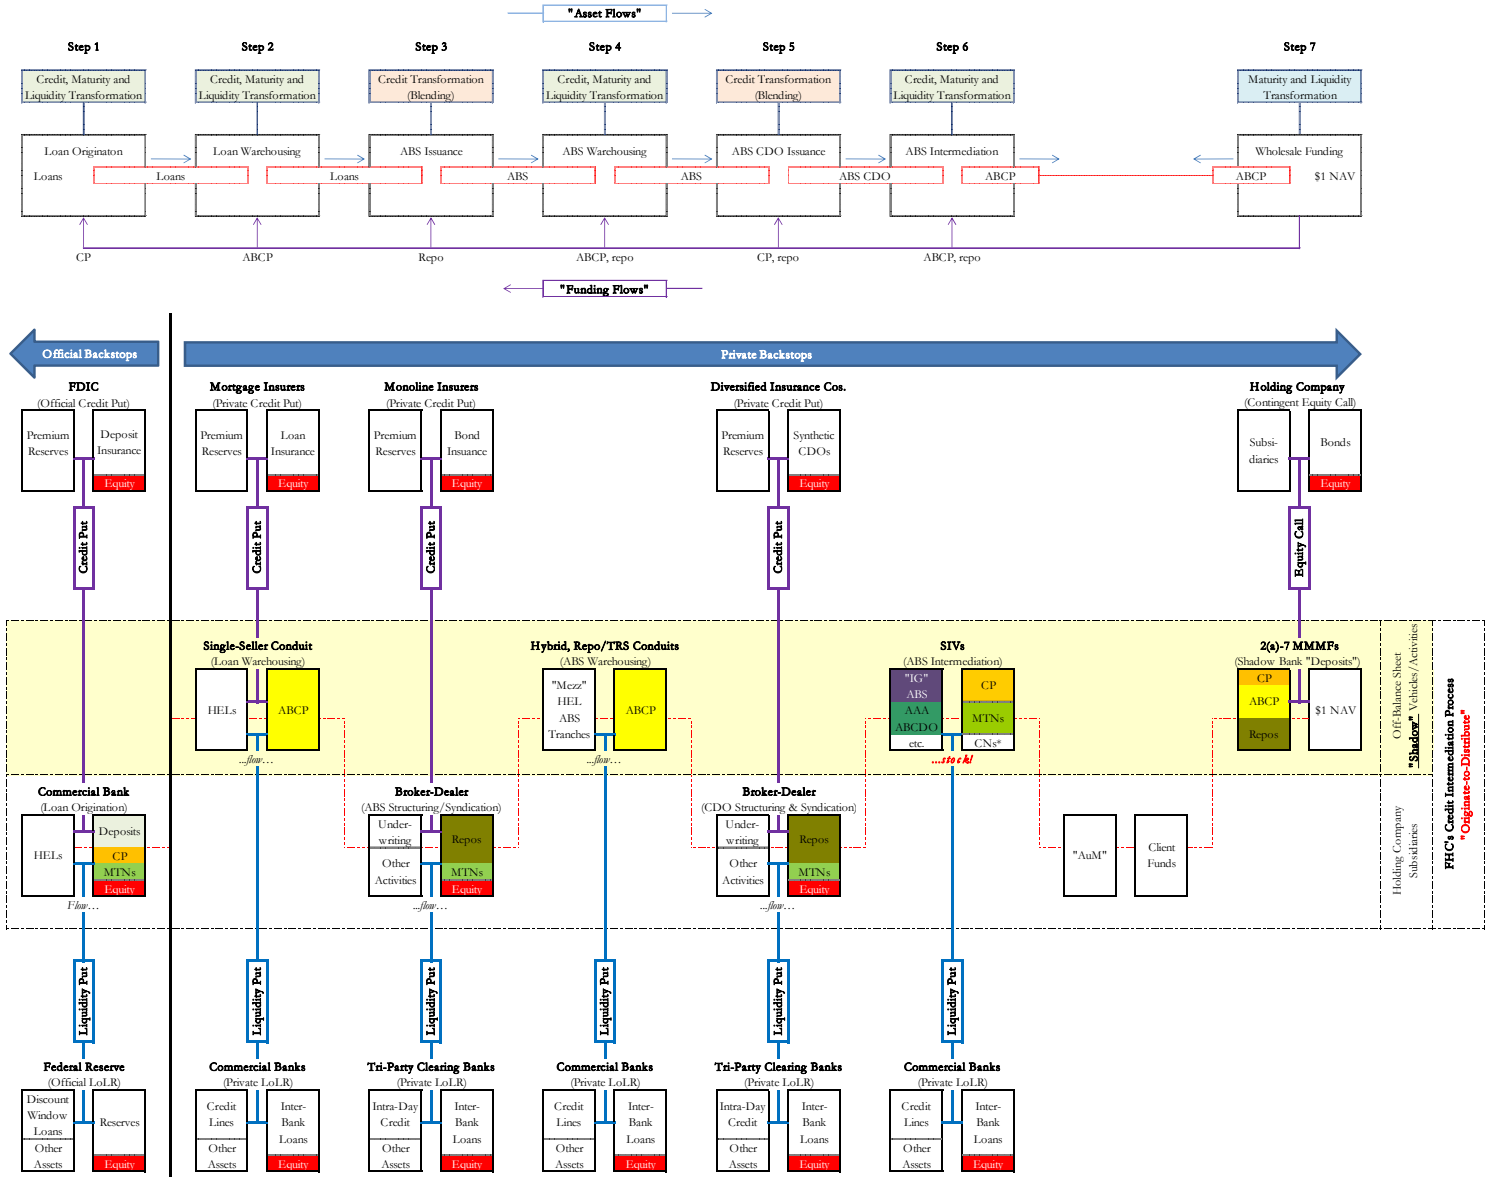 "Asset Flows"
Step 1 Step 2 Step 3 Step 4 Step 5 Step 6 Step 7
Credit, Maturity and Credit, Maturity and Credit Transformation Credit, Maturity and Credit Transformation Credit, Maturity and Maturity and Liquidity
Liquidity Transformation Liquidity Transformation (Blending) Liquidity Transformation (Blending) Liquidity Transformation Transformation
Loan Originaton Loan Warehousing ABS Issuance ABS Warehousing ABS CDO Issuance ABS Intermediation Wholesale Funding
Loans Loans Loans ABS ABS ABS CDO ABCP ABCP $1 NAV
CP ABCP Repo ABCP, repo CP, repo ABCP, repo
"Funding Flows"
Official Backstops Private Backstops
FDIC Mortgage Insurers Monoline Insurers Diversified Insurance Cos. Holding Company
(Official Credit Put) (Private Credit Put) (Private Credit Put) (Private Credit Put) (Contingent Equity Call)
Premium Deposit Premium Loan Premium Bond Premium Synthetic Subsi- Bonds
Reserves Insurance Reserves Insurance Reserves Insuance Reserves CDOs diaries
Equity Equity Equity Equity Equity
Credit Put Credit Put Credit Put Credit Put Equity Call
Single-Seller Conduit Hybrid, Repo/TRS Conduits SIVs 2(a)-7 MMMFs
(Loan Warehousing) (ABS Warehousing) (ABS Intermediation) (Shadow Bank "Deposits")
HELs ABCP
"Mezz"
HEL
ABS
Tranches
ABCP
"IG"
ABS
AAA
ABCDO
etc.
CP
MTNs
CNs*
CP
ABCP
Repos
$1 NAV
...flow... ...flow... ...stock!
Off-Balance Sheet
"Shadow" Vehicles/Activities
Commercial Bank Broker-Dealer Broker-Dealer
(Loan Origination) (ABS Structuring/Syndication) (CDO Structuring & Syndication)
HELs
Deposits
CP
MTNs
Equity
Under-
writing
Other
Activities
Repos
MTNs
Equity
Under-
writing
Other
Activities
Repos
MTNs
Equity
"AuM"
Client
Funds
Flow... ...flow... ...flow...
Holding Company
Subsidiaries
FHC's Credit Intermediation Process
"Originate-to-Distribute"
Liquidity Put Liquidity Put Liquidity Put Liquidity Put Liquidity Put Liquidity Put
Federal Reserve Commercial Banks Tri-Party Clearing Banks Commercial Banks Tri-Party Clearing Banks Commercial Banks
(Official LoLR) (Private LoLR) (Private LoLR) (Private LoLR) (Private LoLR) (Private LoLR)
Discount
Window
Loans
Other
Assets
Reserves
Equity
Credit
Lines
Other
Assets
Inter-
Bank
Loans
Equity
Intra-Day
Credit
Other
Assets
Inter-
Bank
Loans
Equity
Credit
Lines
Other
Assets
Inter-
Bank
Loans
Equity
Intra-Day
Credit
Other
Assets
Inter-
Bank
Loans
Equity
Credit
Lines
Other
Assets
Inter-
Bank
Loans
Equity